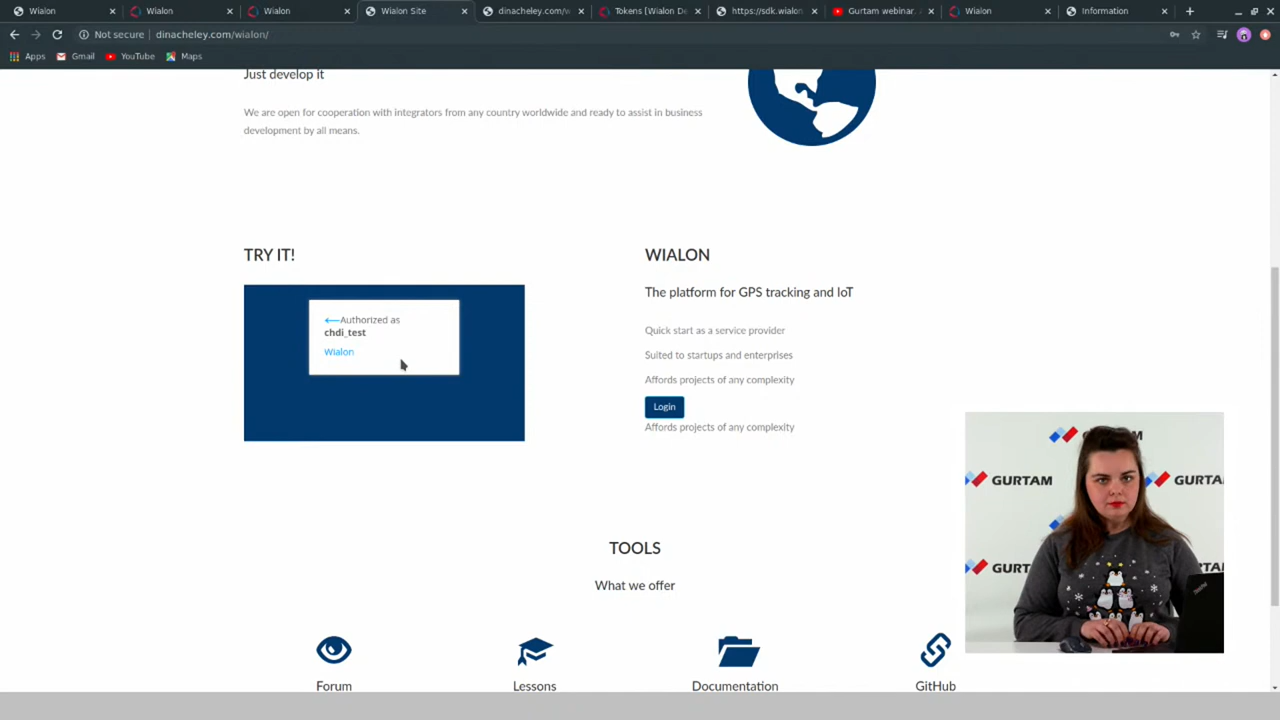 Wialon
Wialon
Wialon
Wialon Site
dinacheley.com/w
Tokens [Wialon De
https://sdk.wialon
Gurtam webinar.
Wialon
Information
Not secure
dinacheley.com/wialon/
Apps
Gmail
YouTube
Maps
Just develop it
We are open for cooperation with integrators from any country worldwide and ready to assist in business
development by all means.
TRY IT!
Authorized as
chdi_test
Wialon
WIALON
The platform for GPS tracking and IoT
Quick start as a service provider
Suited to startups and enterprises
Affords projects of any complexity
Login
Affords projects of any complexity
GURTAM
GURTAM
GURTA
GURT
RTAM
TOOLS
What we offer
Forum
Lessons
Documentation
GitHub